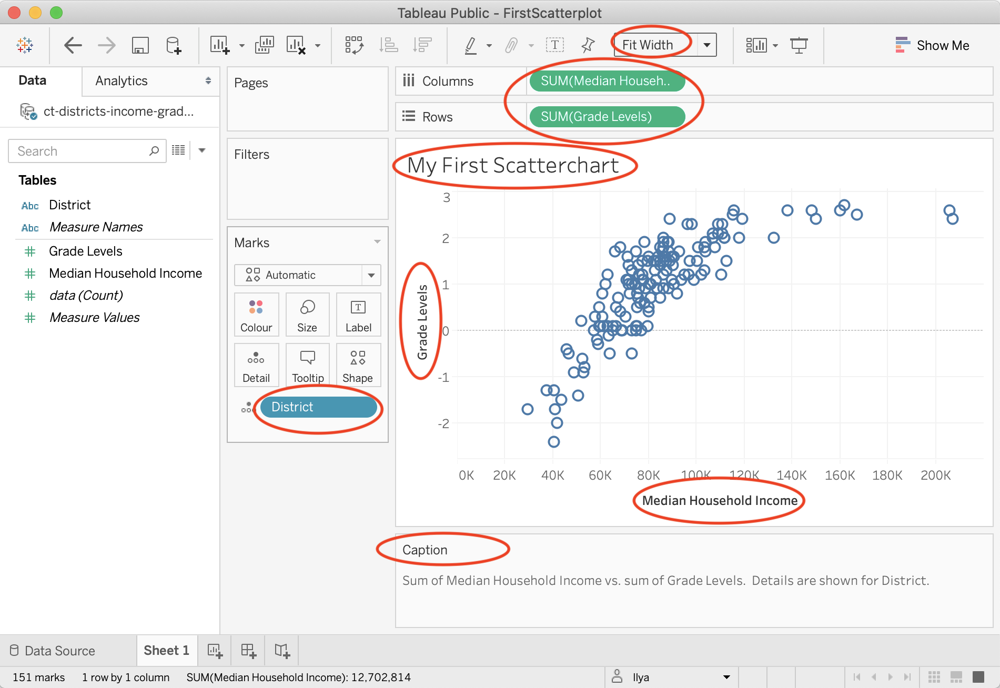 Tableau Public - FirstScatterplot
Fit Width
Show Me
Data
Analytics
ct-districts-income-grad...
Search
Tables
Abc District
Abc Measure Names
Grade Levels
Median Household Income
data (Count)
Measure Values
Pages
Filters
Marks
Automatic
Colour
Size
T
Label
Detail
Tooltip
Shape
District
Columns
SUM(Median Househ..
Rows
SUM(Grade Levels)
My First Scatterchart
Grade Levels
3
2
1
0
-1
-2
0K 20K 40K 60K 80K 100K 120K 140K 160K 180K 200K
Median Household Income
Caption
Sum of Median Household Income vs. sum of Grade Levels.  Details are shown for District.
Data Source
Sheet 1
151 marks
1 row by 1 column
SUM(Median Household Income): 12,702,814
Ilya